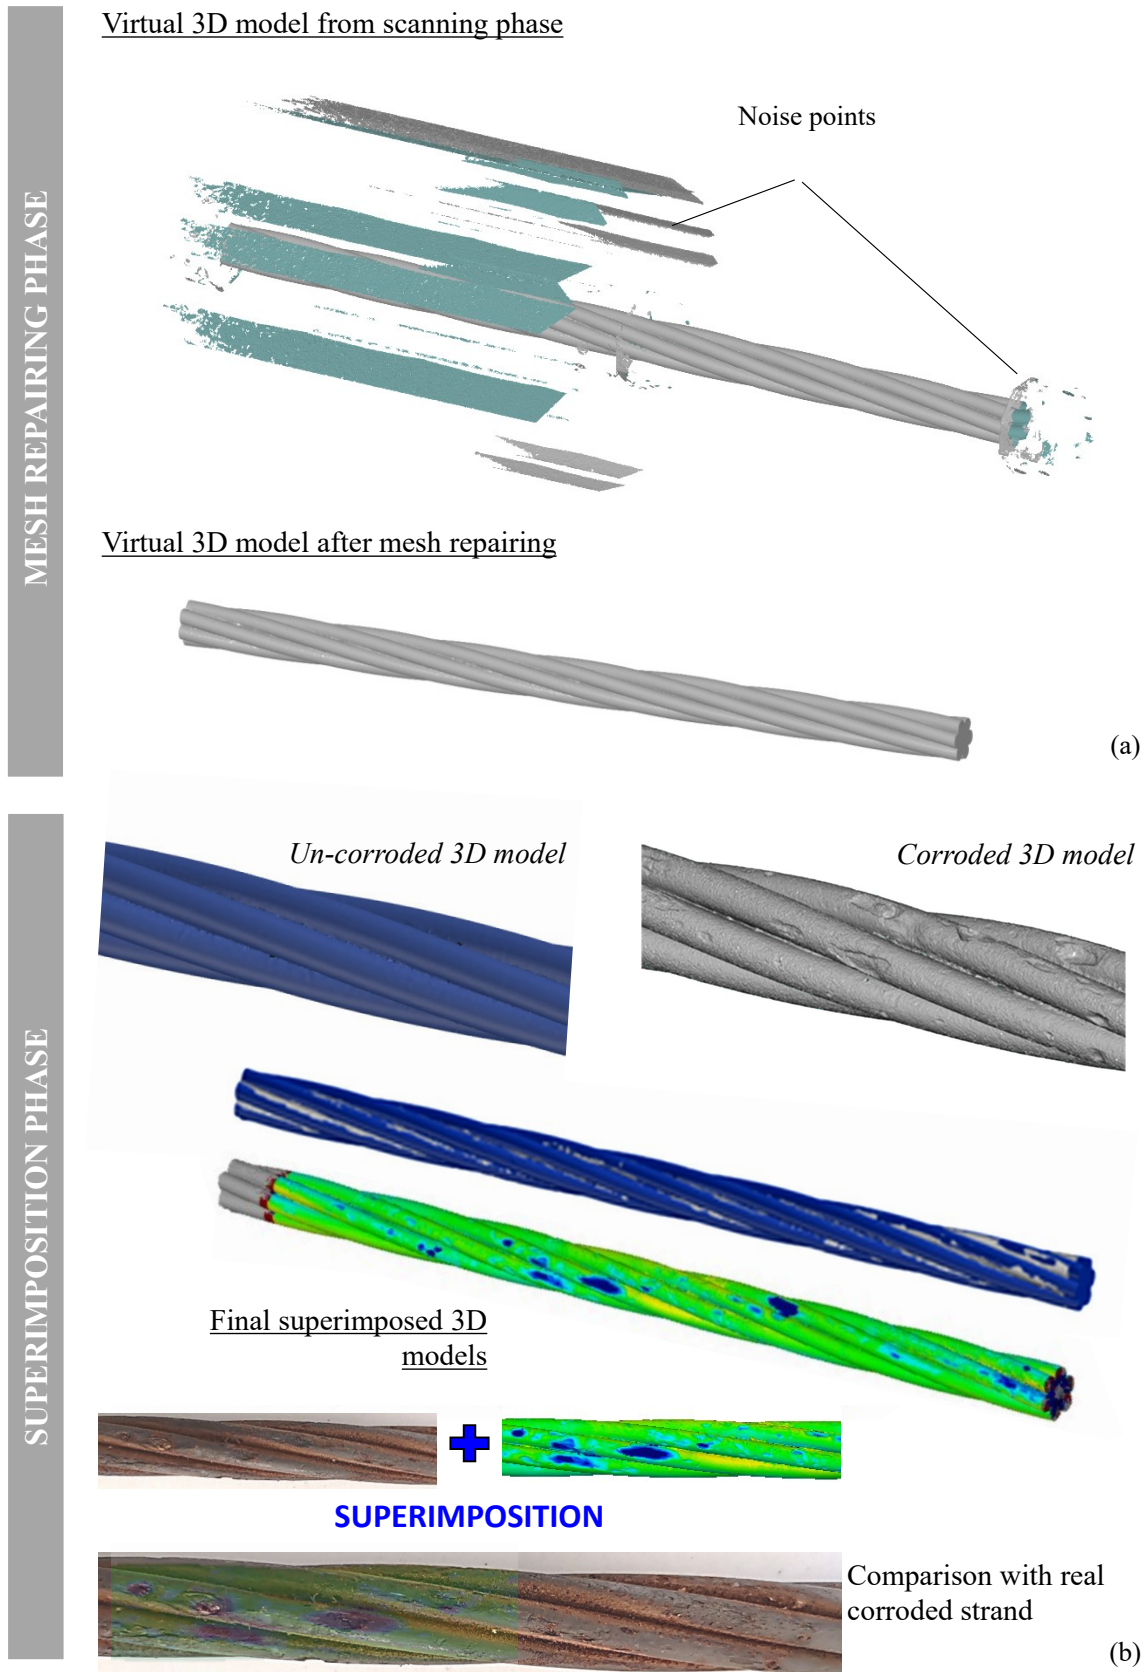 MESH REPAIRING PHASE
Virtual 3D model from scanning phase
Noise points
Virtual 3D model after mesh repairing
(a)
SUPERIMPOSITION PHASE
Un-corroded 3D model
Corroded 3D model
Final superimposed 3D
models
SUPERIMPOSITION
Comparison with real
corroded strand
(b)